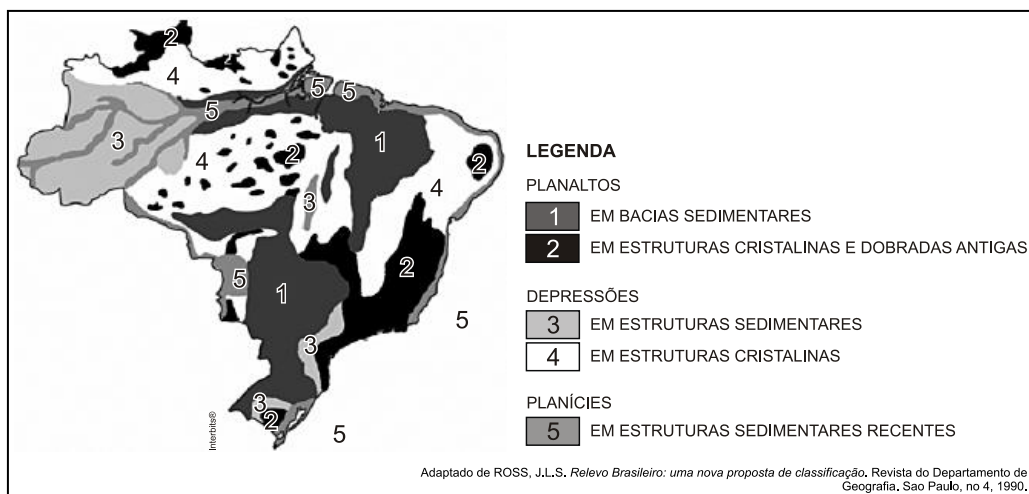 2
1
4
5
5
5
3
1
2
4
2
4
3
5
2
1
5
3
3
2
5
Interbits®
LEGENDA
PLANALTOS
1 EM BACIAS SEDIMENTARES
2 EM ESTRUTURAS CRISTALINAS E DOBRADAS ANTIGAS
DEPRESSÕES
3 EM ESTRUTURAS SEDIMENTARES
4 EM ESTRUTURAS CRISTALINAS
PLANÍCIES
5 EM ESTRUTURAS SEDIMENTARES RECENTES
Adaptado de ROSS, J.L.S. Relevo Brasileiro: uma nova proposta de classificação. Revista do Departamento de
Geografia. Sao Paulo, no 4, 1990.